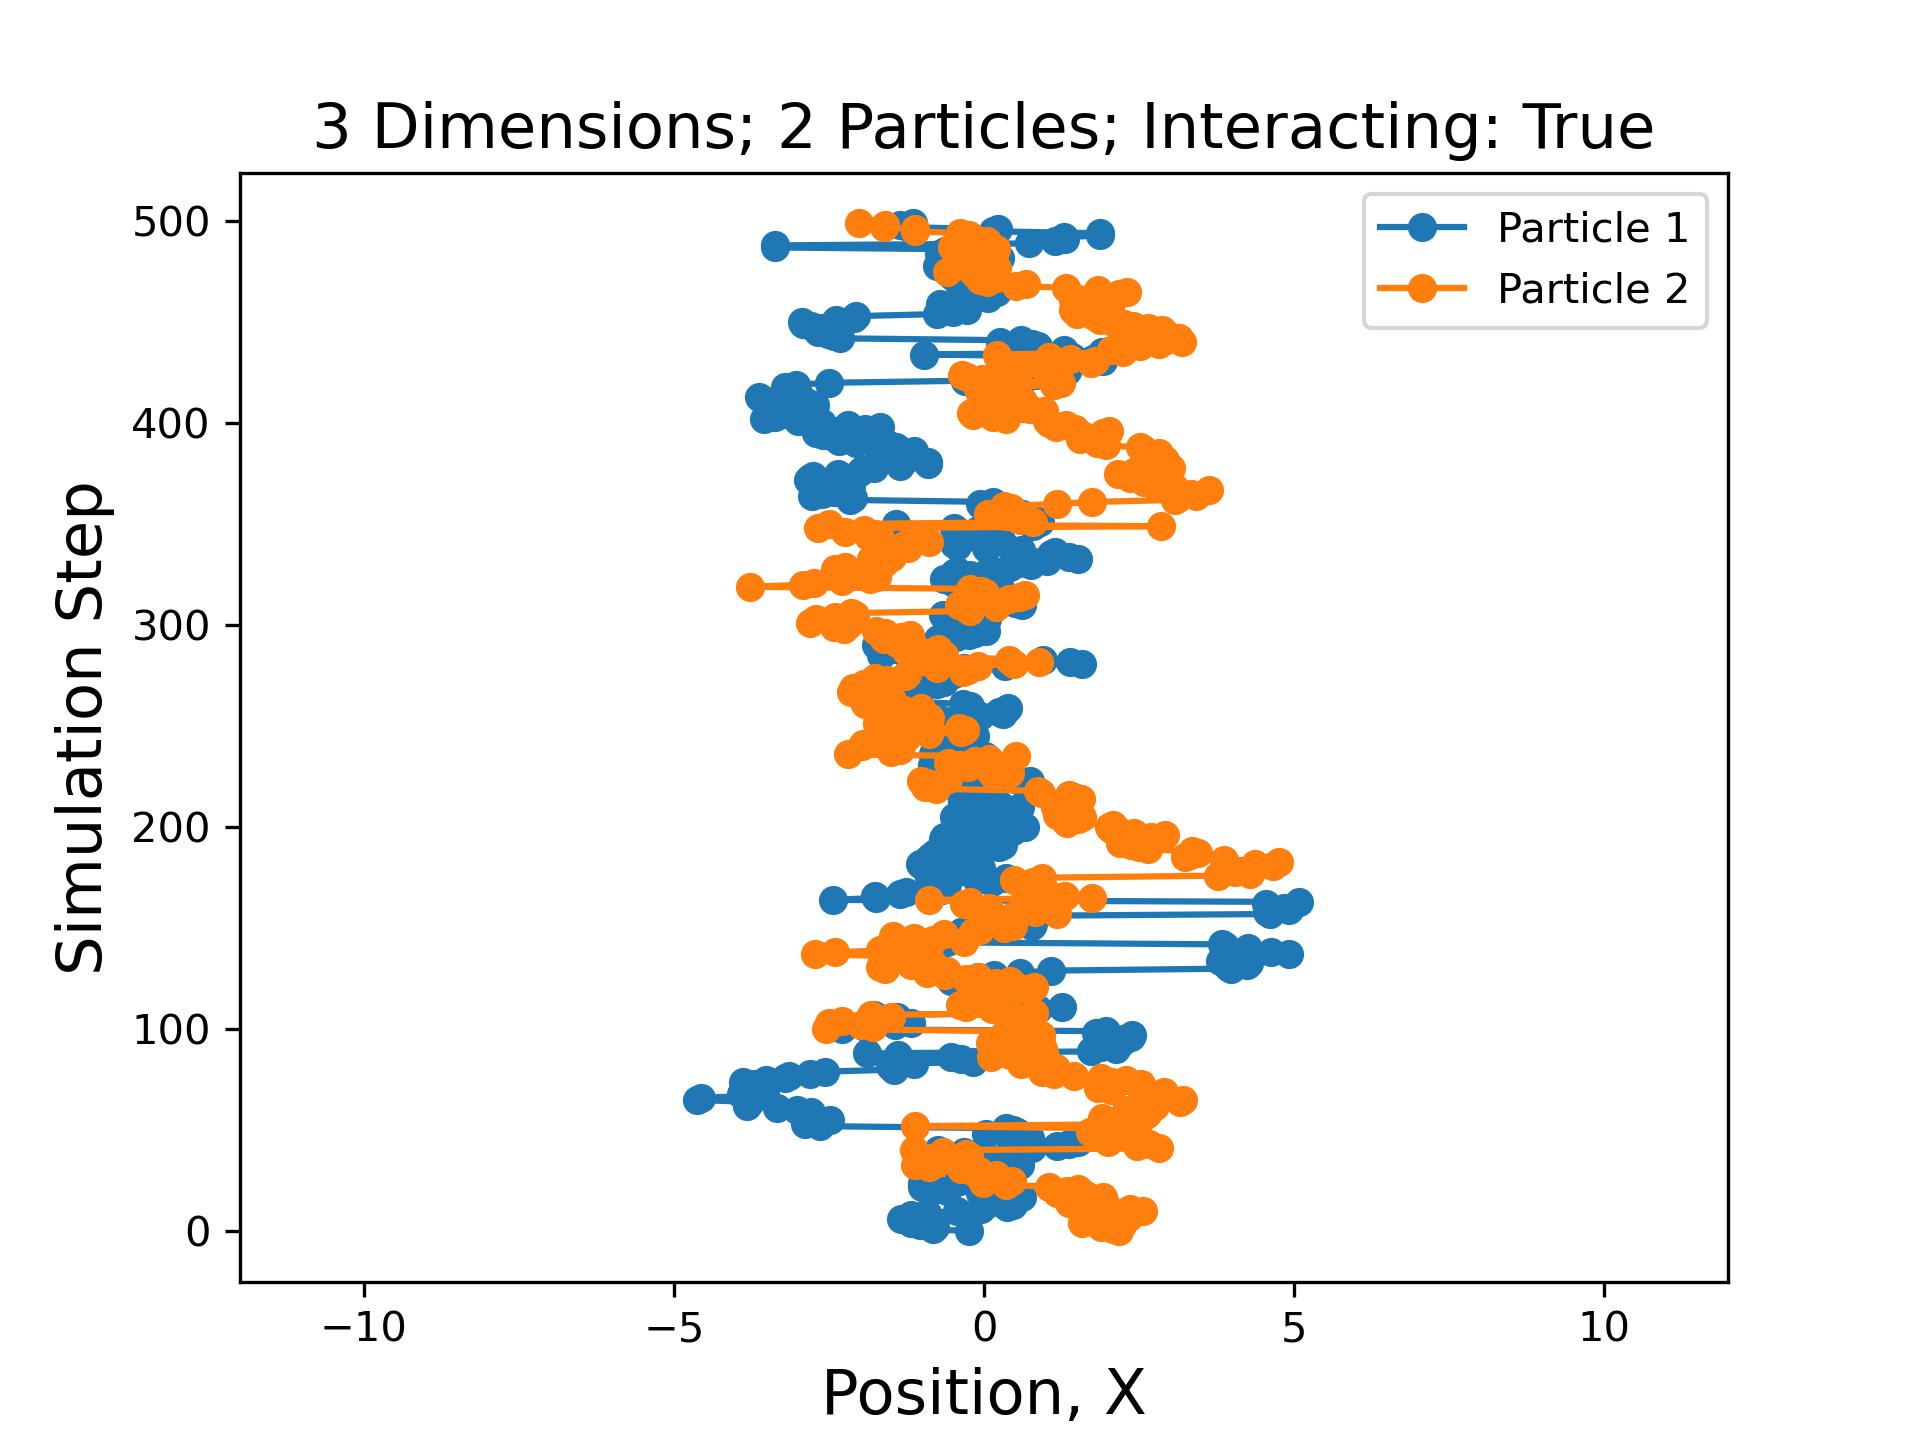 3 Dimensions; 2 Particles; Interacting: True
Particle 1
Particle 2
Simulation Step
500
400
300
200
100
0
−10 −5 0 5 10
Position, X